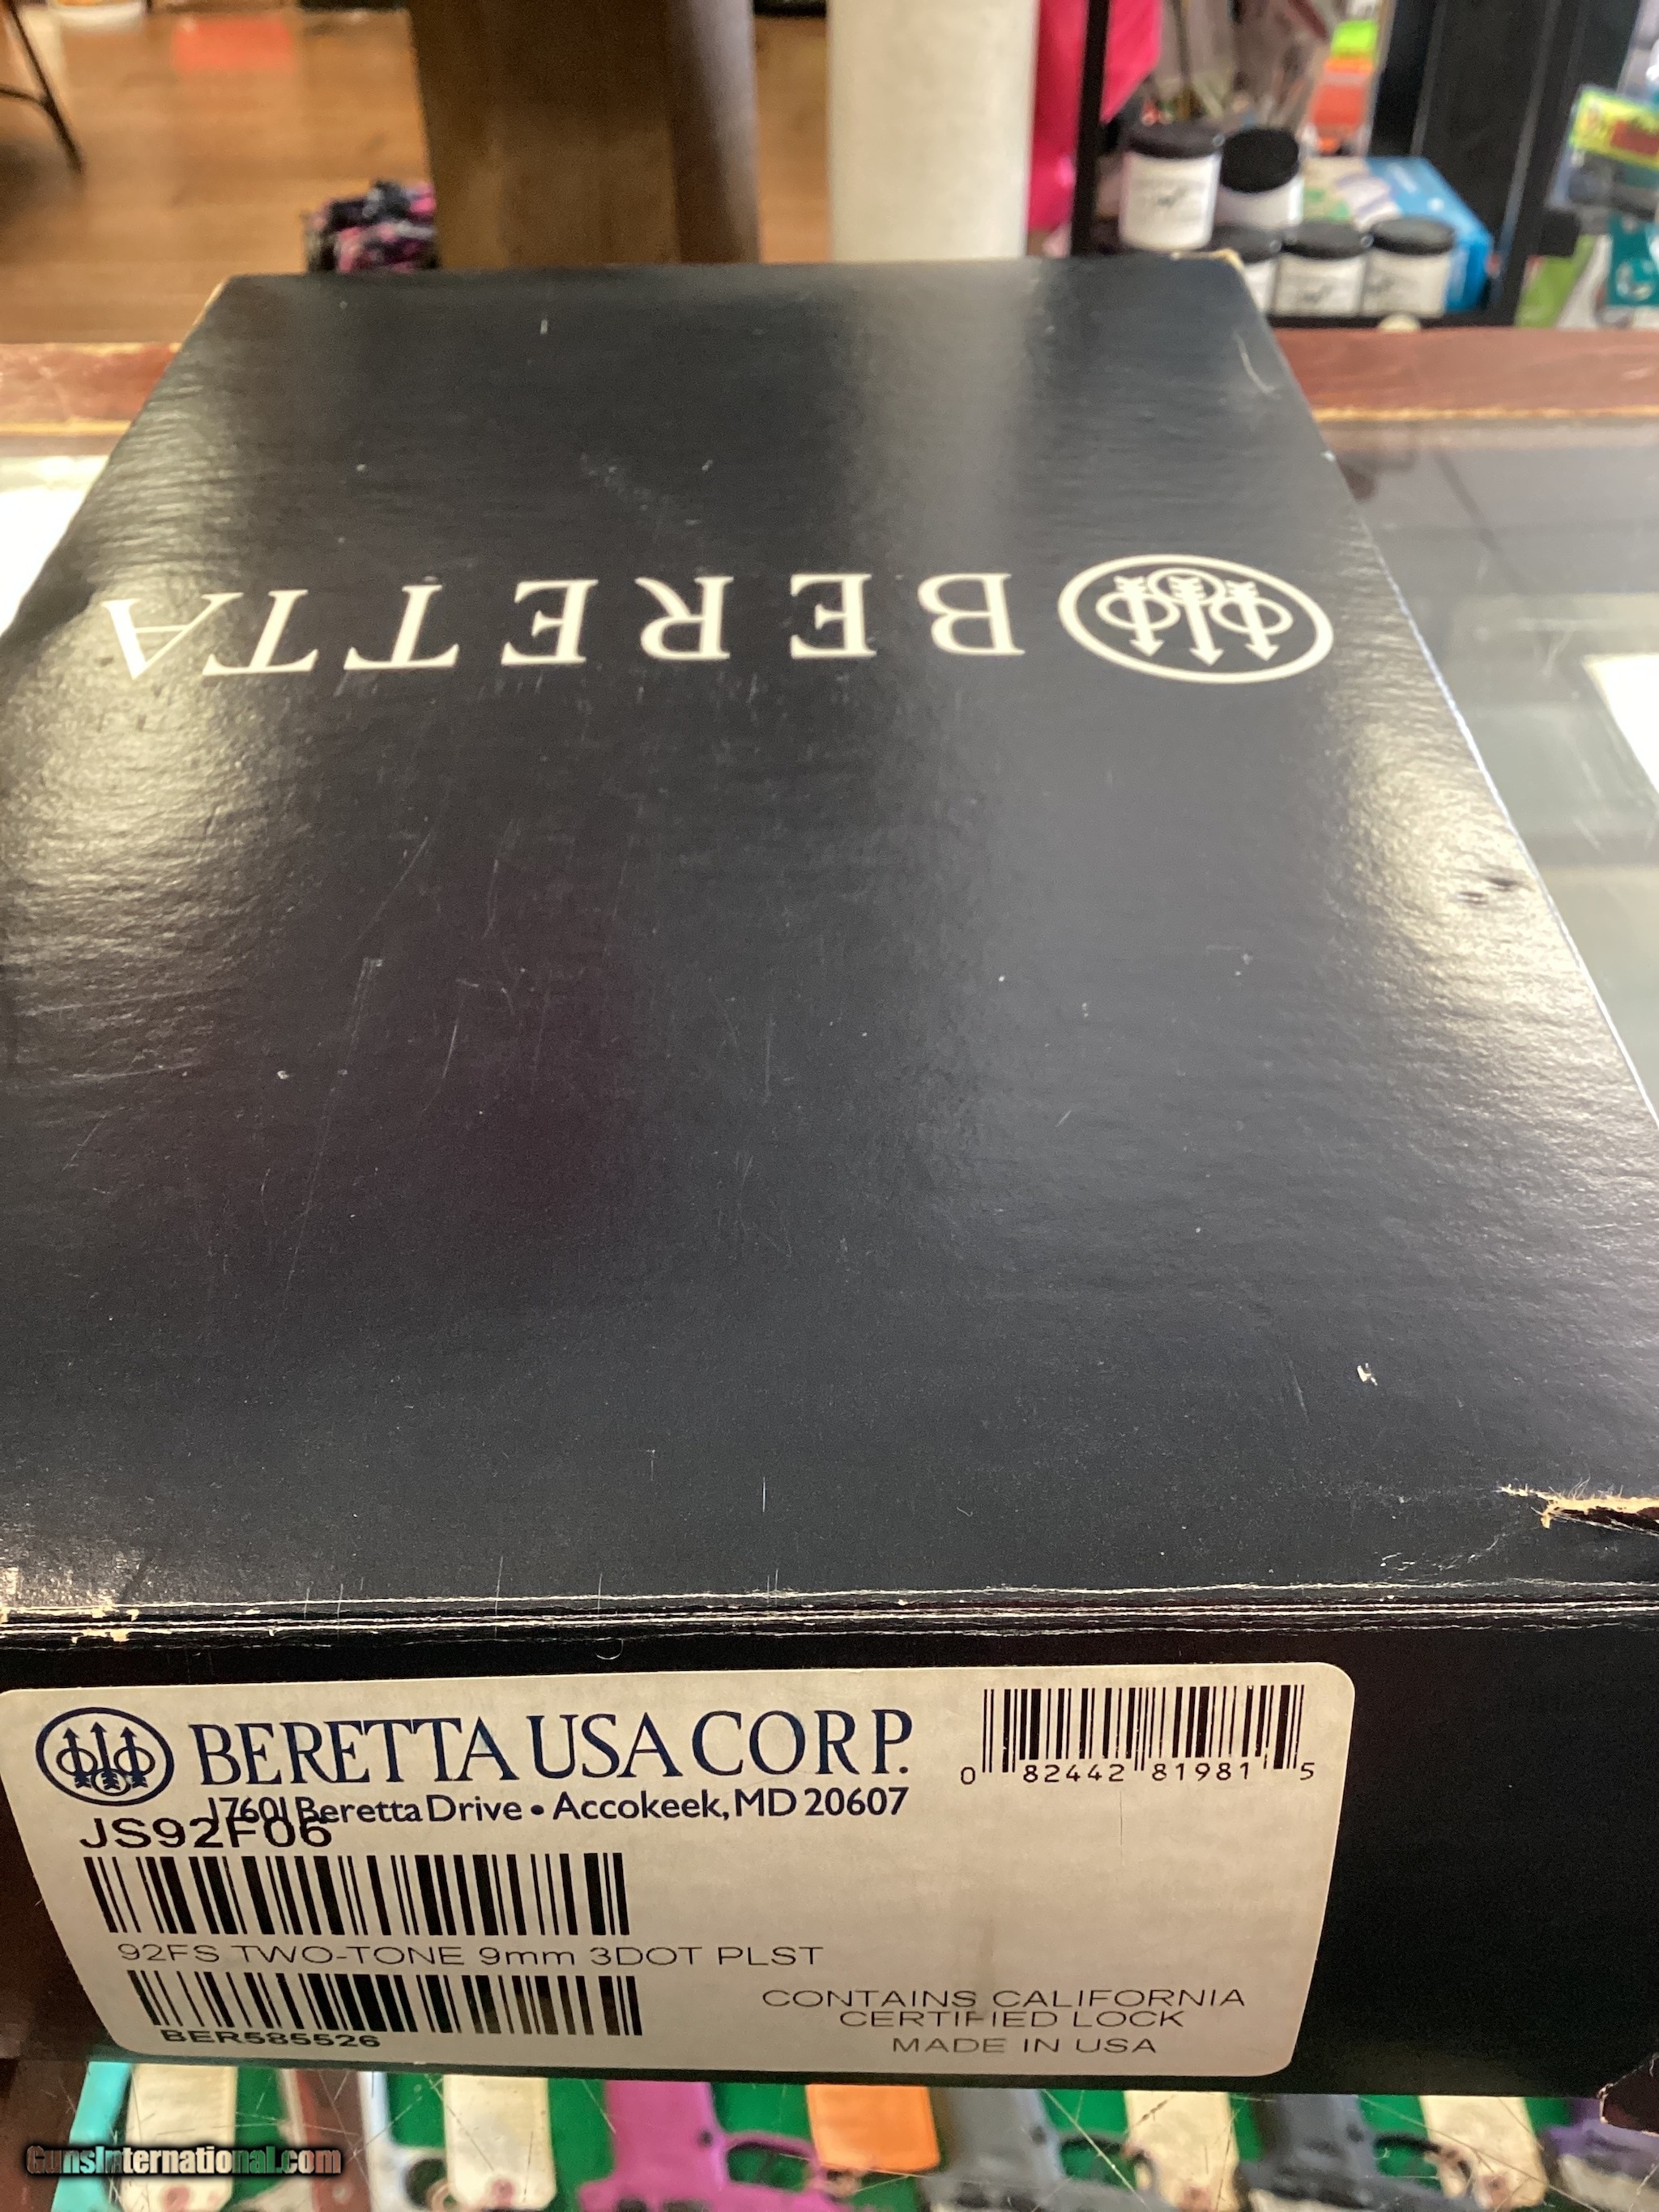 BERETTA
BERETTA USA CORP.
17601 Beretta Drive • Accokeek, MD 20607
JS92F06
0 82442 81981 5
92FS TWO-TONE 9mm 3DOT PLST
BER585526
CONTAINS CALIFORNIA
CERTIFIED LOCK
MADE IN USA
GunsInternational.com